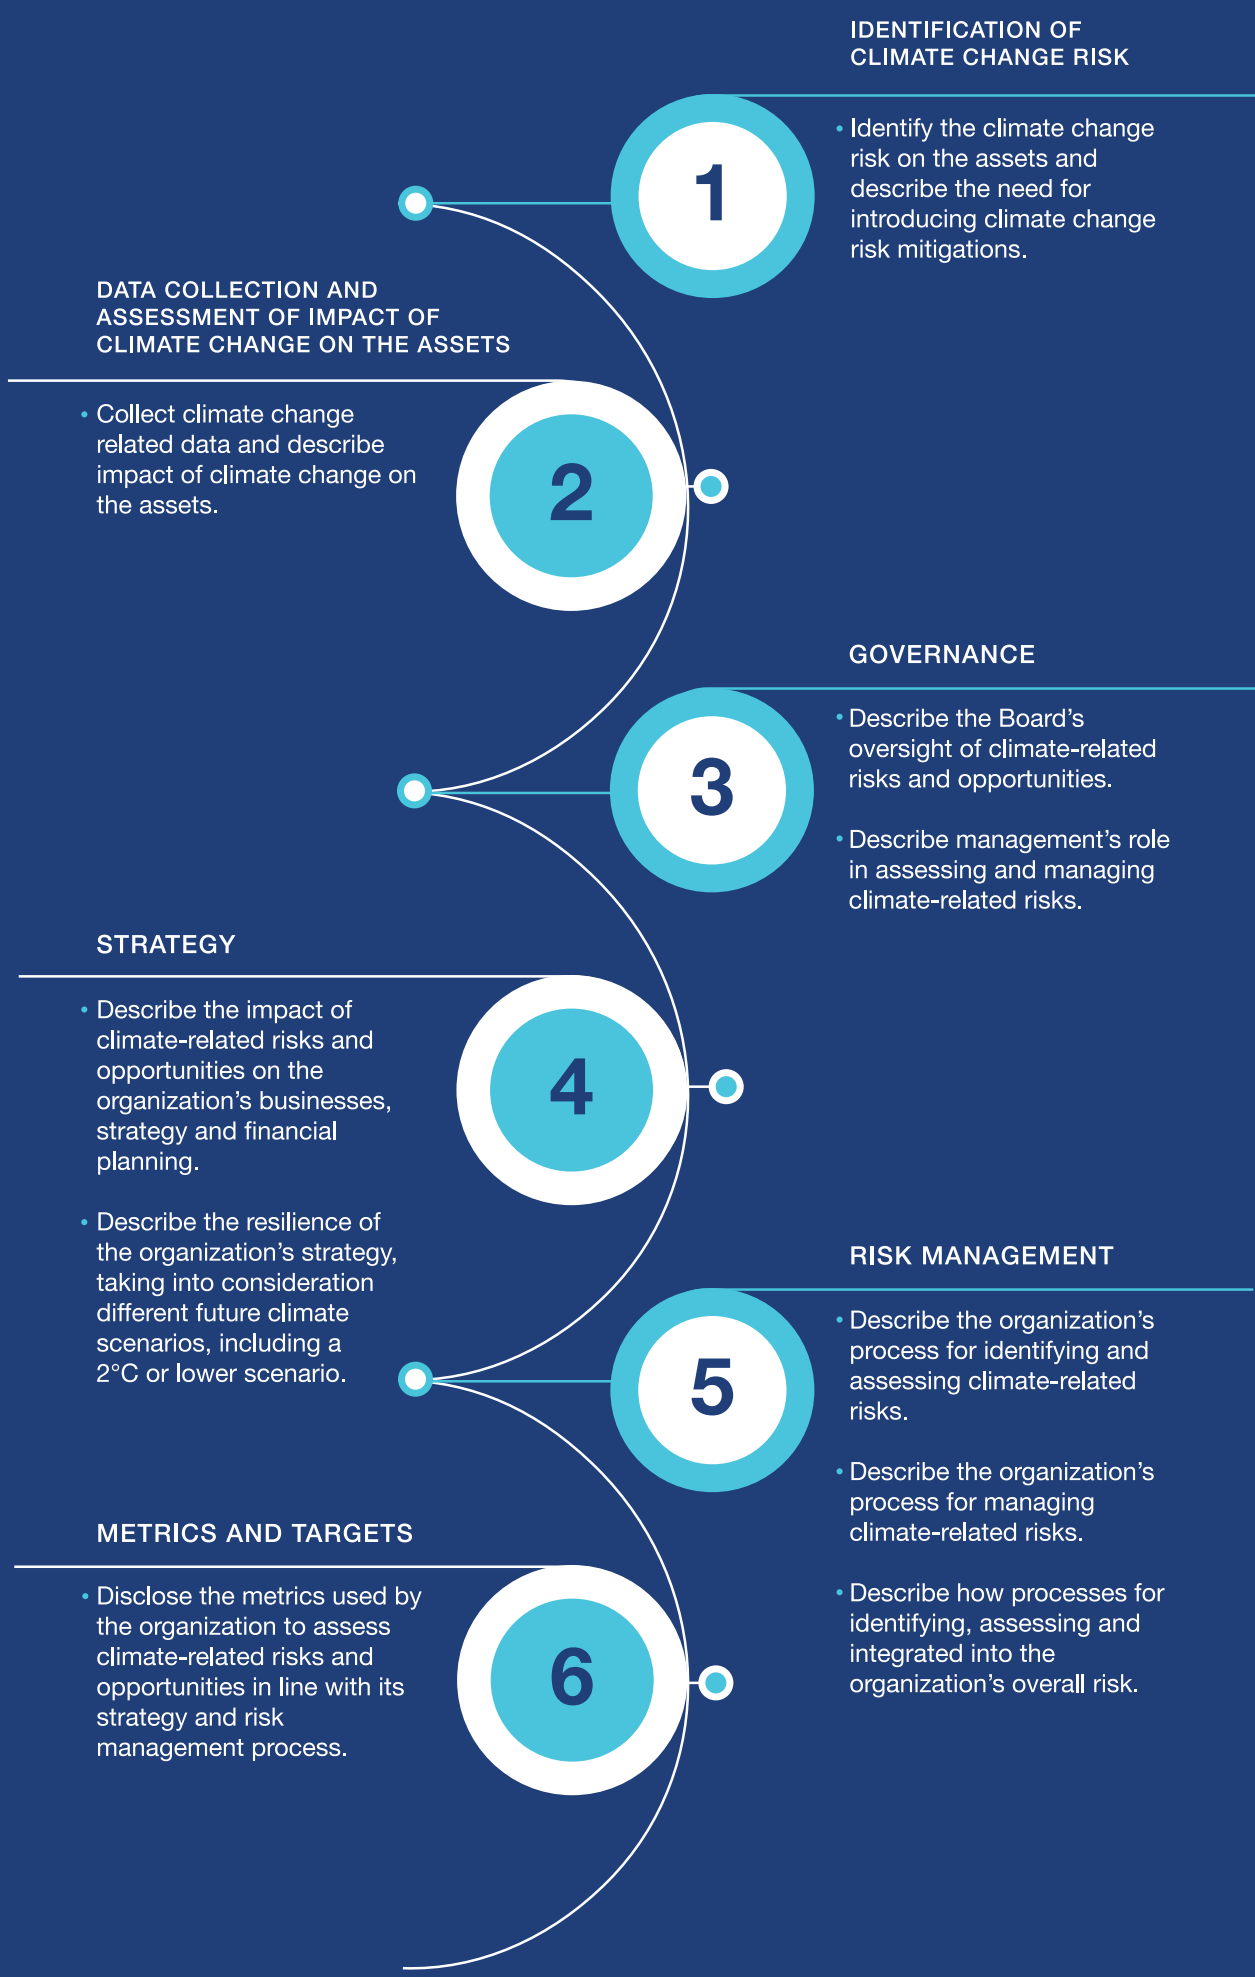 IDENTIFICATION OF
CLIMATE CHANGE RISK
1
• Identify the climate change
risk on the assets and
describe the need for
introducing climate change
risk mitigations.
DATA COLLECTION AND
ASSESSMENT OF IMPACT OF
CLIMATE CHANGE ON THE ASSETS
2
• Collect climate change
related data and describe
impact of climate change on
the assets.
GOVERNANCE
3
• Describe the Board’s
oversight of climate-related
risks and opportunities.
• Describe management’s role
in assessing and managing
climate-related risks.
STRATEGY
4
• Describe the impact of
climate-related risks and
opportunities on the
organization’s businesses,
strategy and financial
planning.
• Describe the resilience of
the organization’s strategy,
taking into consideration
different future climate
scenarios, including a
2°C or lower scenario.
RISK MANAGEMENT
5
• Describe the organization’s
process for identifying and
assessing climate-related
risks.
• Describe the organization’s
process for managing
climate-related risks.
• Describe how processes for
identifying, assessing and
integrated into the
organization’s overall risk.
METRICS AND TARGETS
6
• Disclose the metrics used by
the organization to assess
climate-related risks and
opportunities in line with its
strategy and risk
management process.